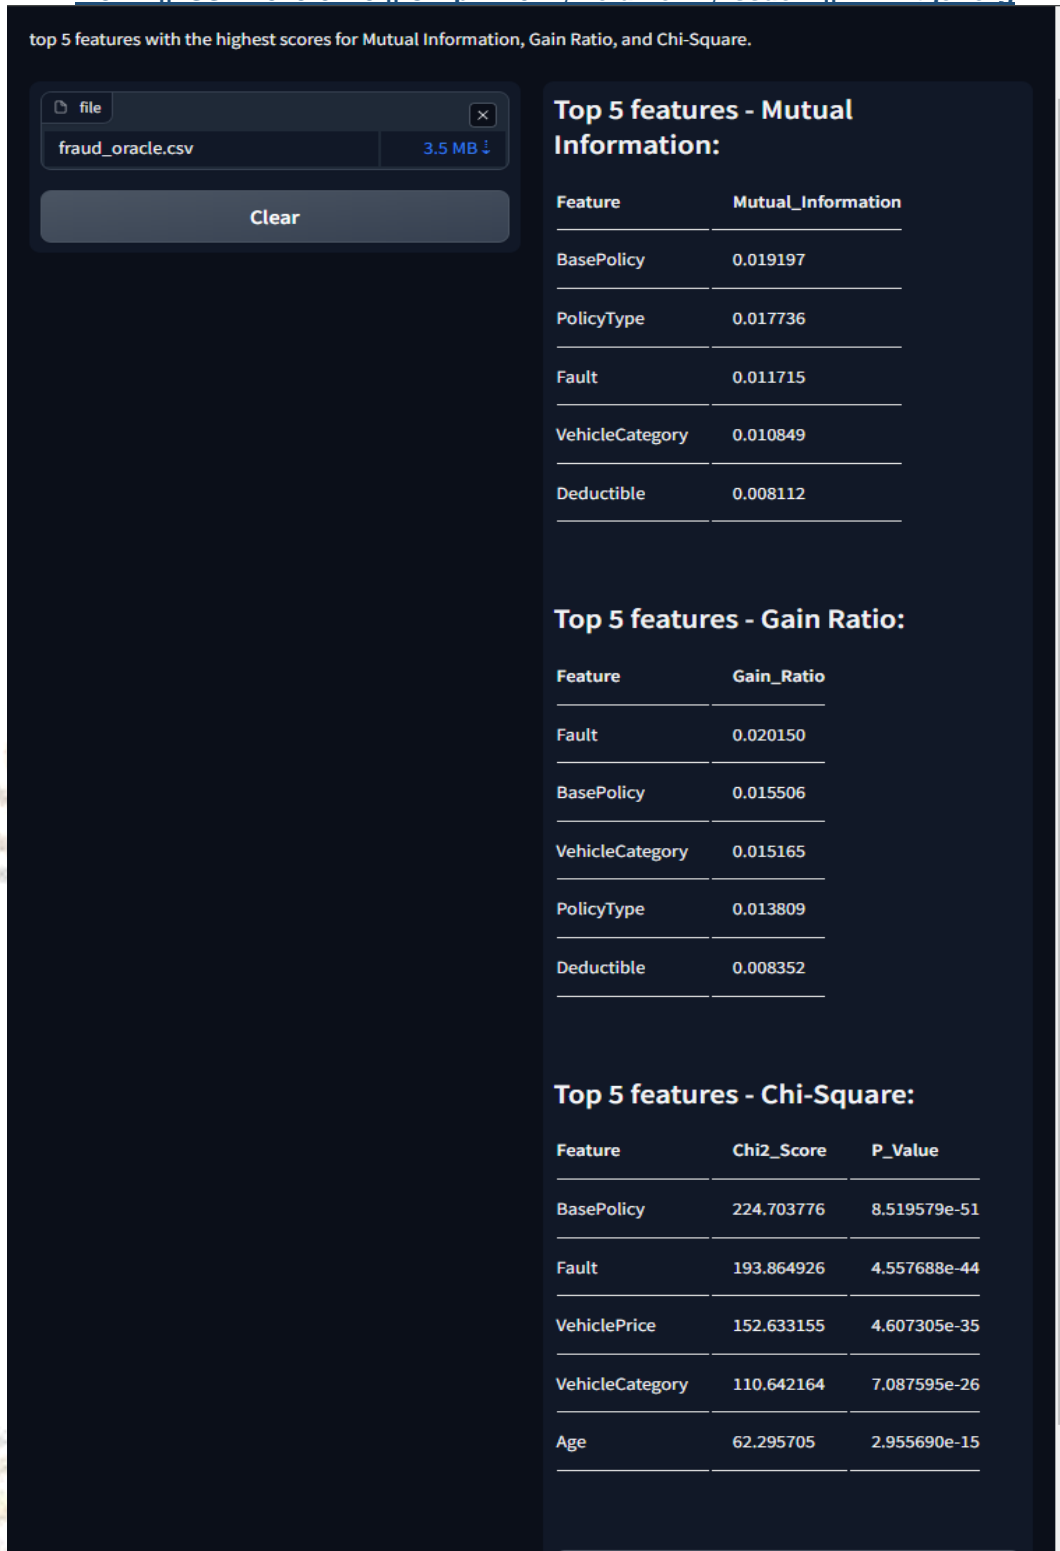 top 5 features with the highest scores for Mutual Information, Gain Ratio, and Chi-Square.
file
fraud_oracle.csv 3.5 MB ⇣
Clear
Top 5 features - Mutual
Information:
Feature Mutual_Information
BasePolicy 0.019197
PolicyType 0.017736
Fault 0.011715
VehicleCategory 0.010849
Deductible 0.008112
Top 5 features - Gain Ratio:
Feature Gain_Ratio
Fault 0.020150
BasePolicy 0.015506
VehicleCategory 0.015165
PolicyType 0.013809
Deductible 0.008352
Top 5 features - Chi-Square:
Feature Chi2_Score P_Value
BasePolicy 224.703776 8.519579e-51
Fault 193.864926 4.557688e-44
VehiclePrice 152.633155 4.607305e-35
VehicleCategory 110.642164 7.087595e-26
Age 62.295705 2.955690e-15